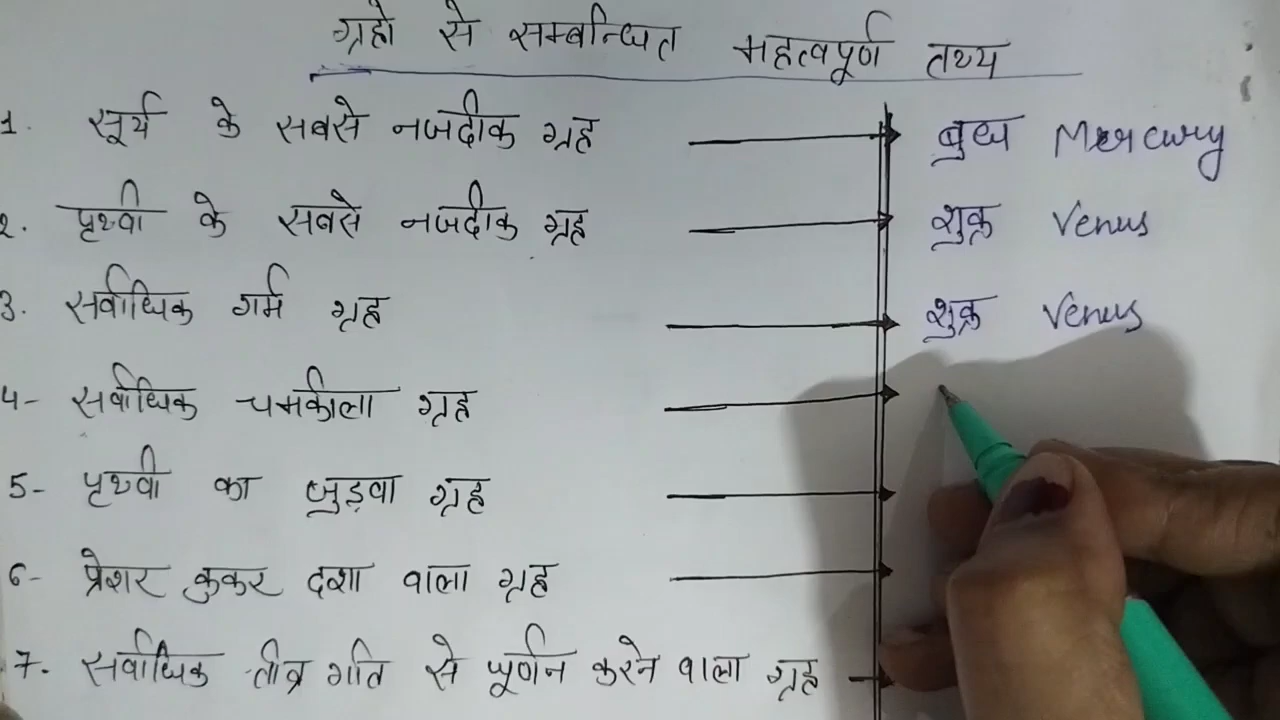 ग्रहो से सम्बन्धित महत्वपूर्ण तथ्य
1. सूर्य के सबसे नजदीक ग्रह बुध Mercury
2. पृथ्वी के सबसे नजदीक ग्रह शुक्र Venus
3. सर्वाधिक गर्म ग्रह शुक्र Venus
4- सर्वाधिक चमकीला ग्रह
5- पृथ्वी का जुड़वा ग्रह
6- प्रेशर कुकर दशा वाला ग्रह
7. सर्वाधिक तीव्र गति से घूर्णन करने वाला ग्रह